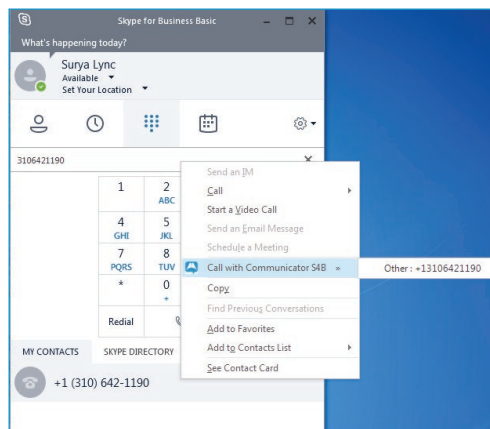 Skype for Business Basic
What's happening today?
Surya Lync
Available
Set Your Location
3106421190
1
2
ABC
4
GHI
5
JKL
7
PQRS
8
TUV
*
0
+
Redial
MY CONTACTS
SKYPE DIRECTORY
+1 (310) 642-1190
Send an IM
Call
Start a Video Call
Send an Email Message
Schedule a Meeting
Call with Communicator S4B »
Other : +13106421190
Copy
Find Previous Conversations
Add to Favorites
Add to Contacts List
See Contact Card